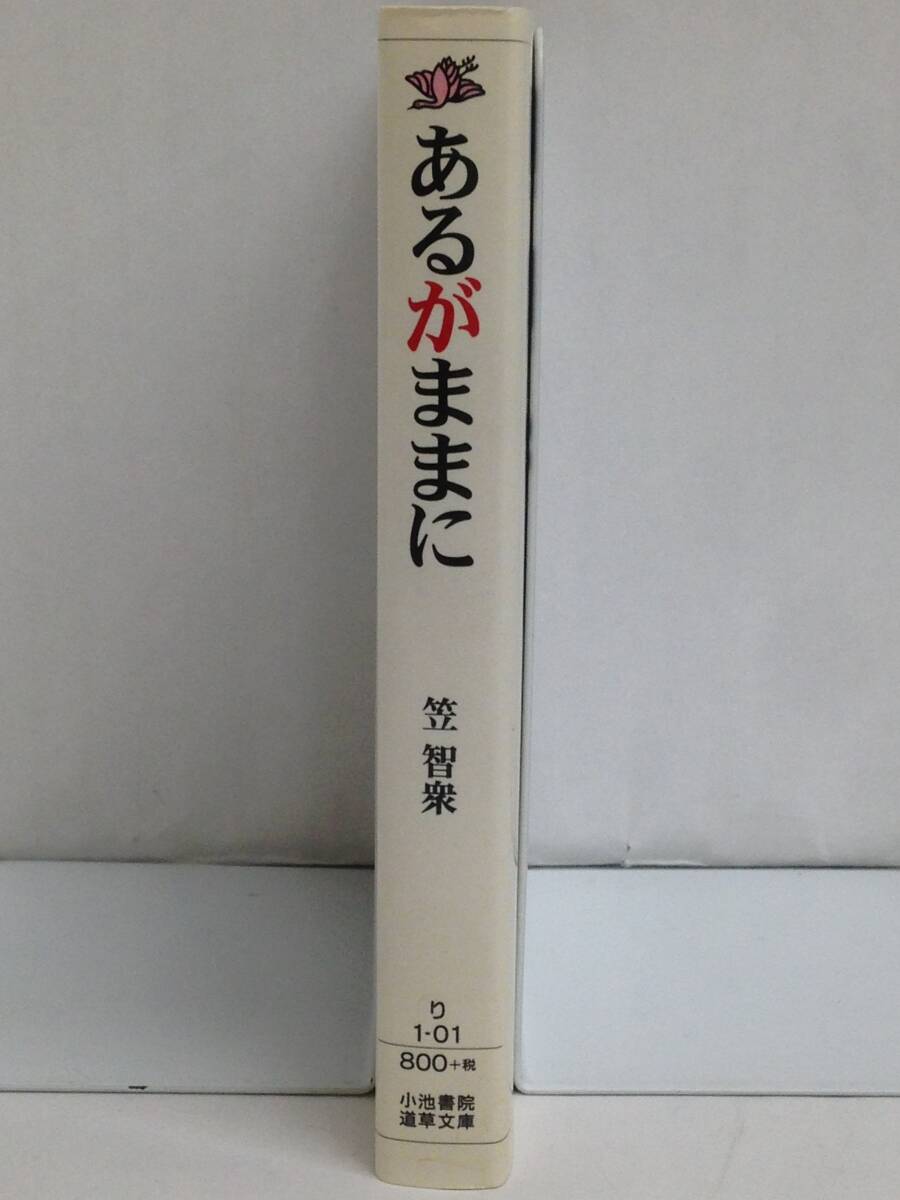 あるがままに
笠 智衆
り
1-01
800+税
小池書院
道草文庫